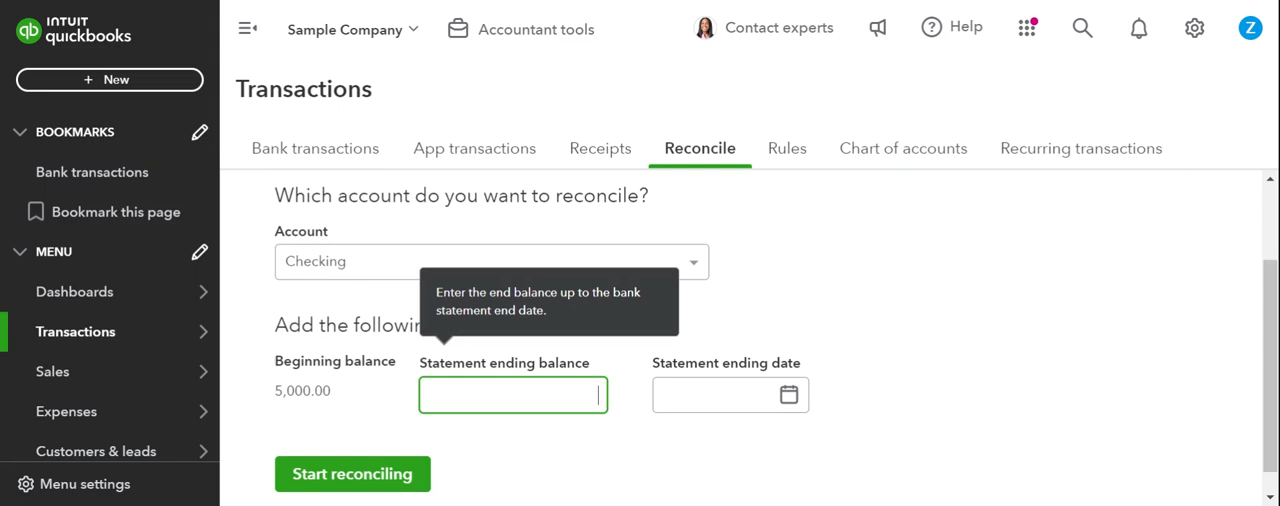 INTUIT
quickbooks
Sample Company
Accountant tools
Contact experts
Help
Z
+ New
Transactions
BOOKMARKS
Bank transactions
Bookmark this page
MENU
Dashboards
Transactions
Sales
Expenses
Customers & leads
Menu settings
Bank transactions
App transactions
Receipts
Reconcile
Rules
Chart of accounts
Recurring transactions
Which account do you want to reconcile?
Account
Checking
Enter the end balance up to the bank
statement end date.
Add the
Beginning balance
Statement ending balance
Statement ending date
5,000.00
Start reconciling